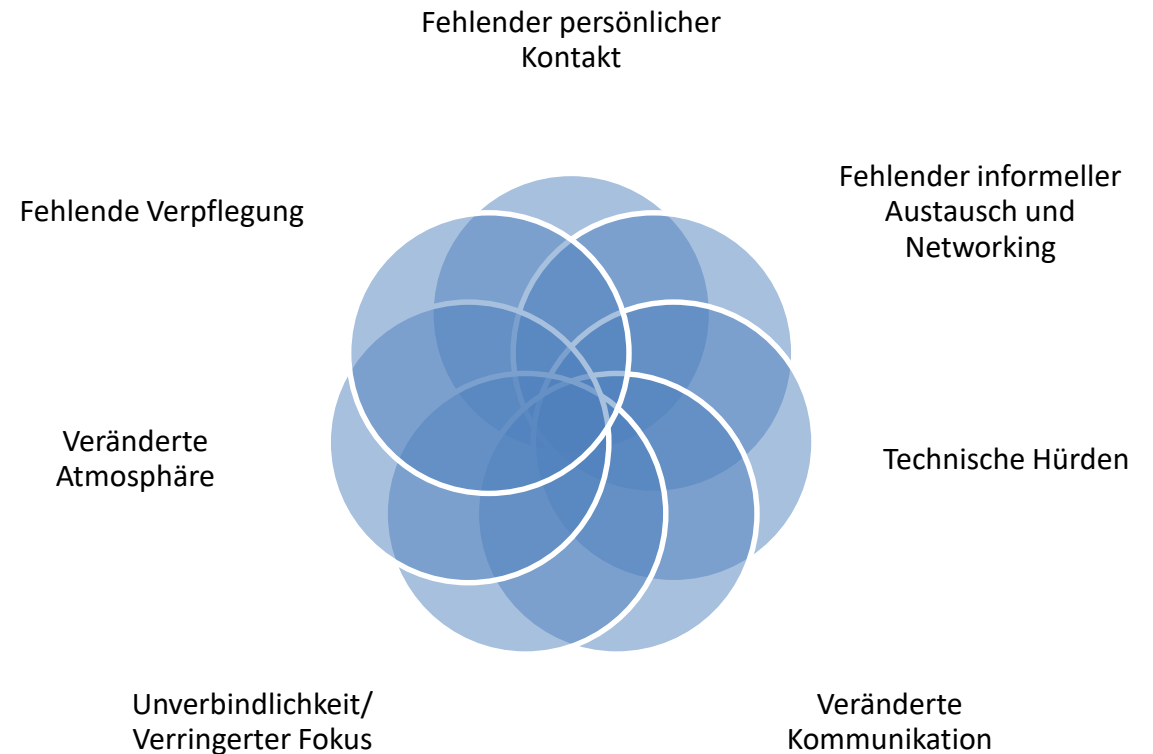 Fehlender persönlicher
Kontakt
Fehlender informeller
Austausch und
Networking
Technische Hürden
Veränderte
Kommunikation
Unverbindlichkeit/
Verringerter Fokus
Veränderte
Atmosphäre
Fehlende Verpflegung